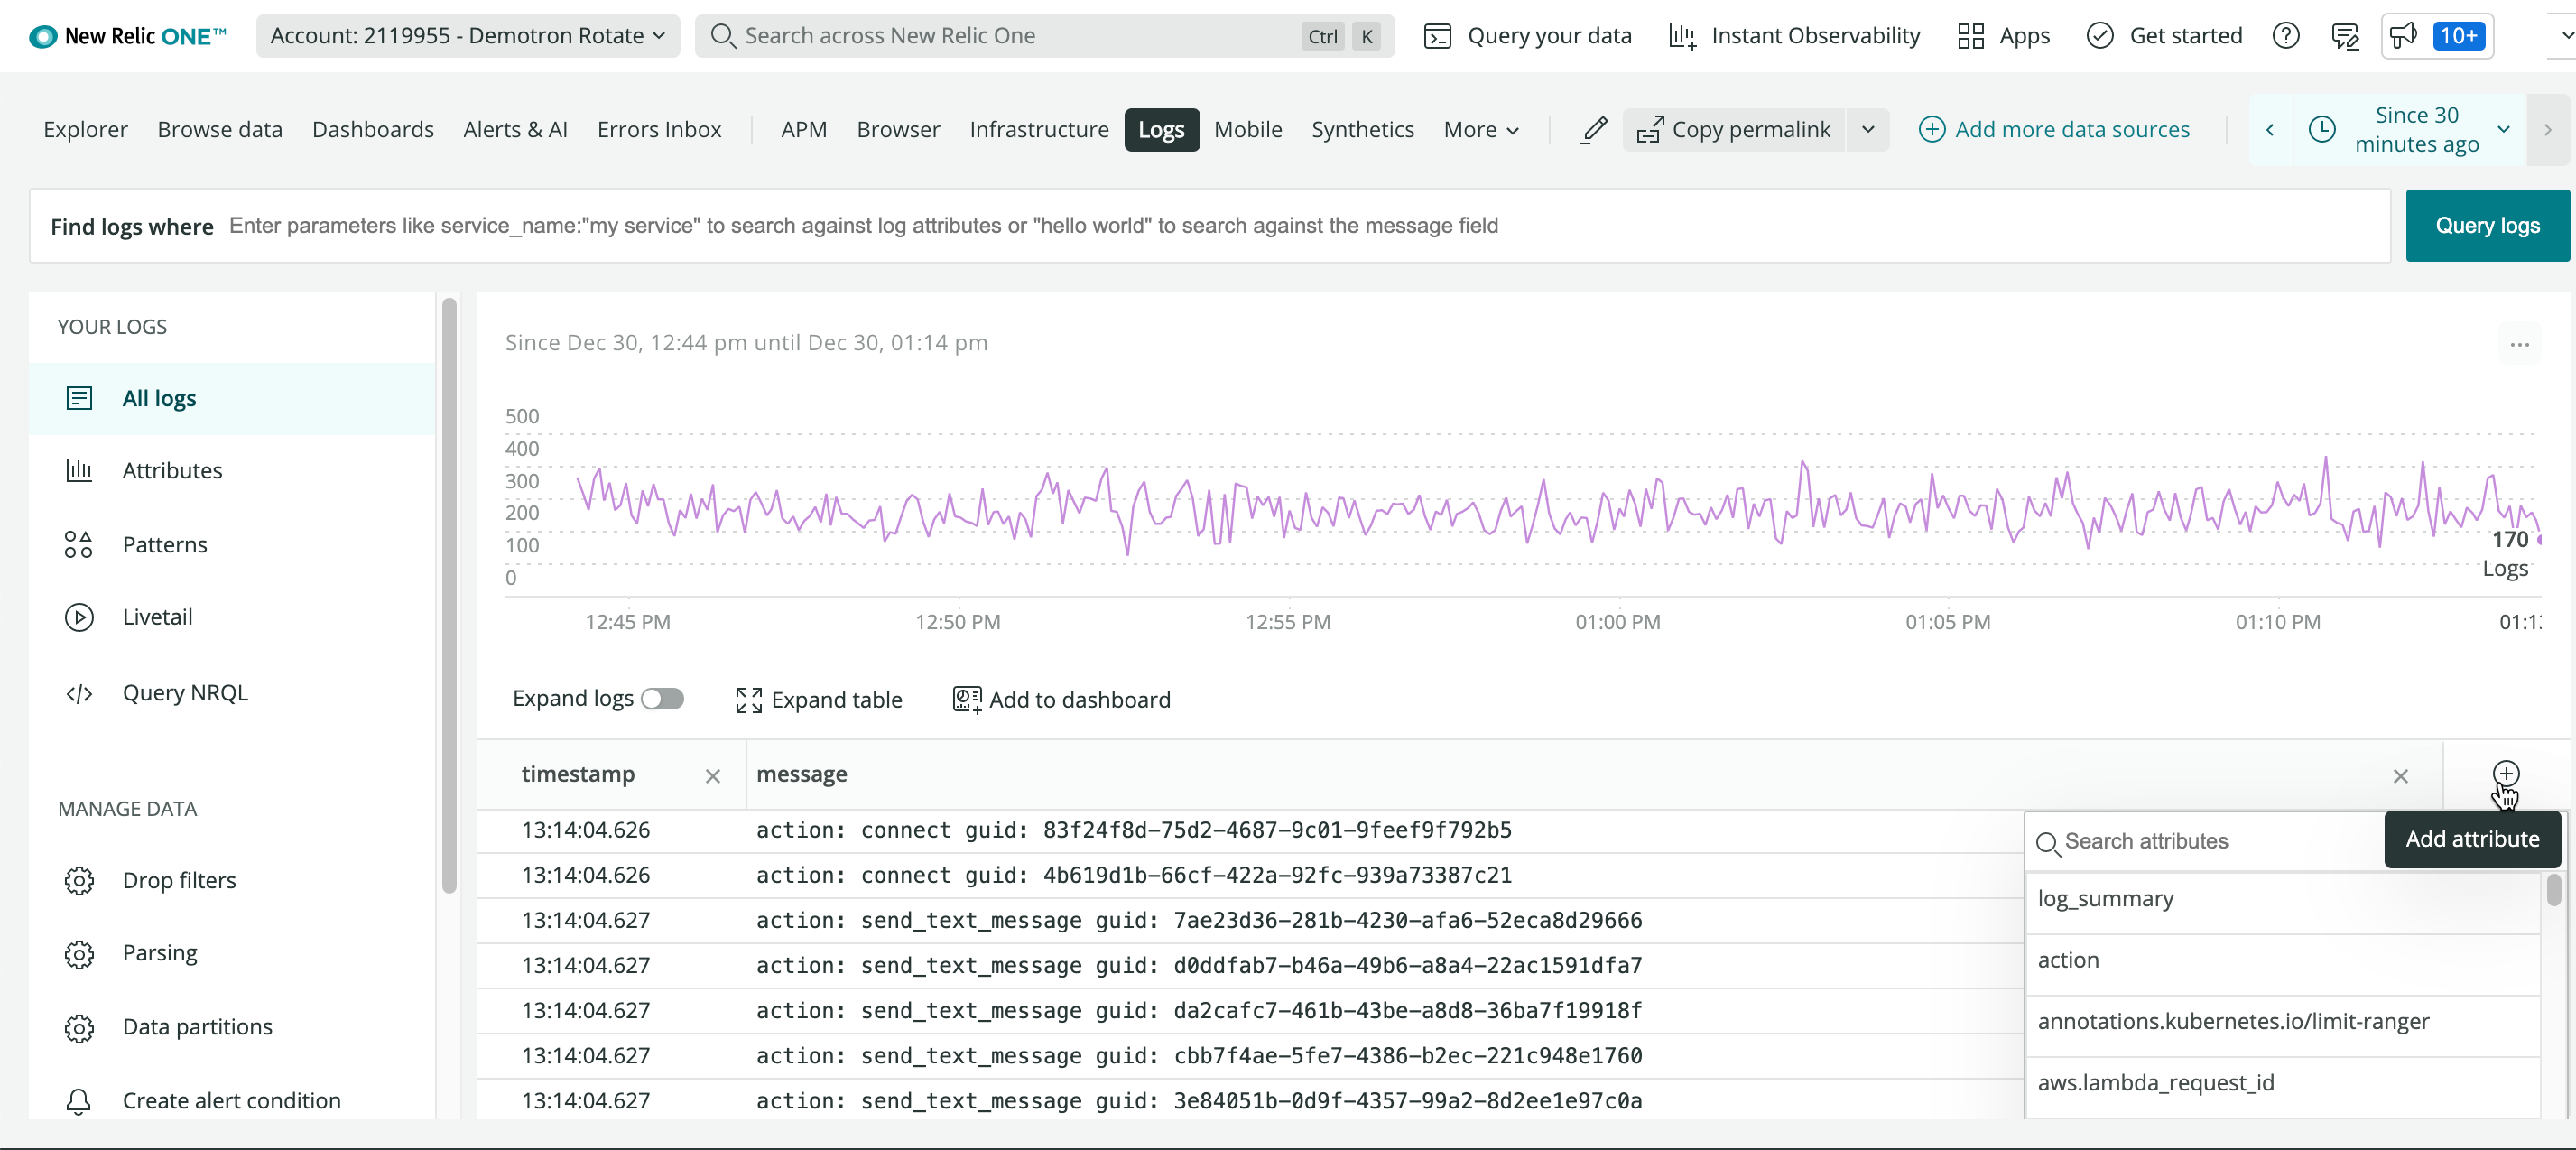 New Relic ONE™ Account: 2119955 - Demotron Rotate Search across New Relic One Ctrl K Query your data Instant Observability Apps Get started 10+
Explorer Browse data Dashboards Alerts & AI Errors Inbox APM Browser Infrastructure Logs Mobile Synthetics More Copy permalink Add more data sources Since 30
minutes ago
Find logs where Enter parameters like service_name:"my service" to search against log attributes or "hello world" to search against the message field Query logs
YOUR LOGS
All logs
Attributes
Patterns
Livetail
Query NRQL
MANAGE DATA
Drop filters
Parsing
Data partitions
Create alert condition
Since Dec 30, 12:44 pm until Dec 30, 01:14 pm
500
400
300
200
100
0
170
Logs
12:45 PM 12:50 PM 12:55 PM 01:00 PM 01:05 PM 01:10 PM
Expand logs Expand table Add to dashboard
timestamp message
13:14:04.626 action: connect guid: 83f24f8d-75d2-4687-9c01-9feef9f792b5
13:14:04.626 action: connect guid: 4b619d1b-66cf-422a-92fc-939a73387c21
13:14:04.627 action: send_text_message guid: 7ae23d36-281b-4230-afa6-52eca8d29666
13:14:04.627 action: send_text_message guid: d0ddfab7-b46a-49b6-a8a4-22ac1591dfa7
13:14:04.627 action: send_text_message guid: da2cafc7-461b-43be-a8d8-36ba7f19918f
13:14:04.627 action: send_text_message guid: cbb7f4ae-5fe7-4386-b2ec-221c948e1760
13:14:04.627 action: send_text_message guid: 3e84051b-0d9f-4357-99a2-8d2ee1e97c0a
Search attributes Add attribute
log_summary
action
annotations.kubernetes.io/limit-ranger
aws.lambda_request_id